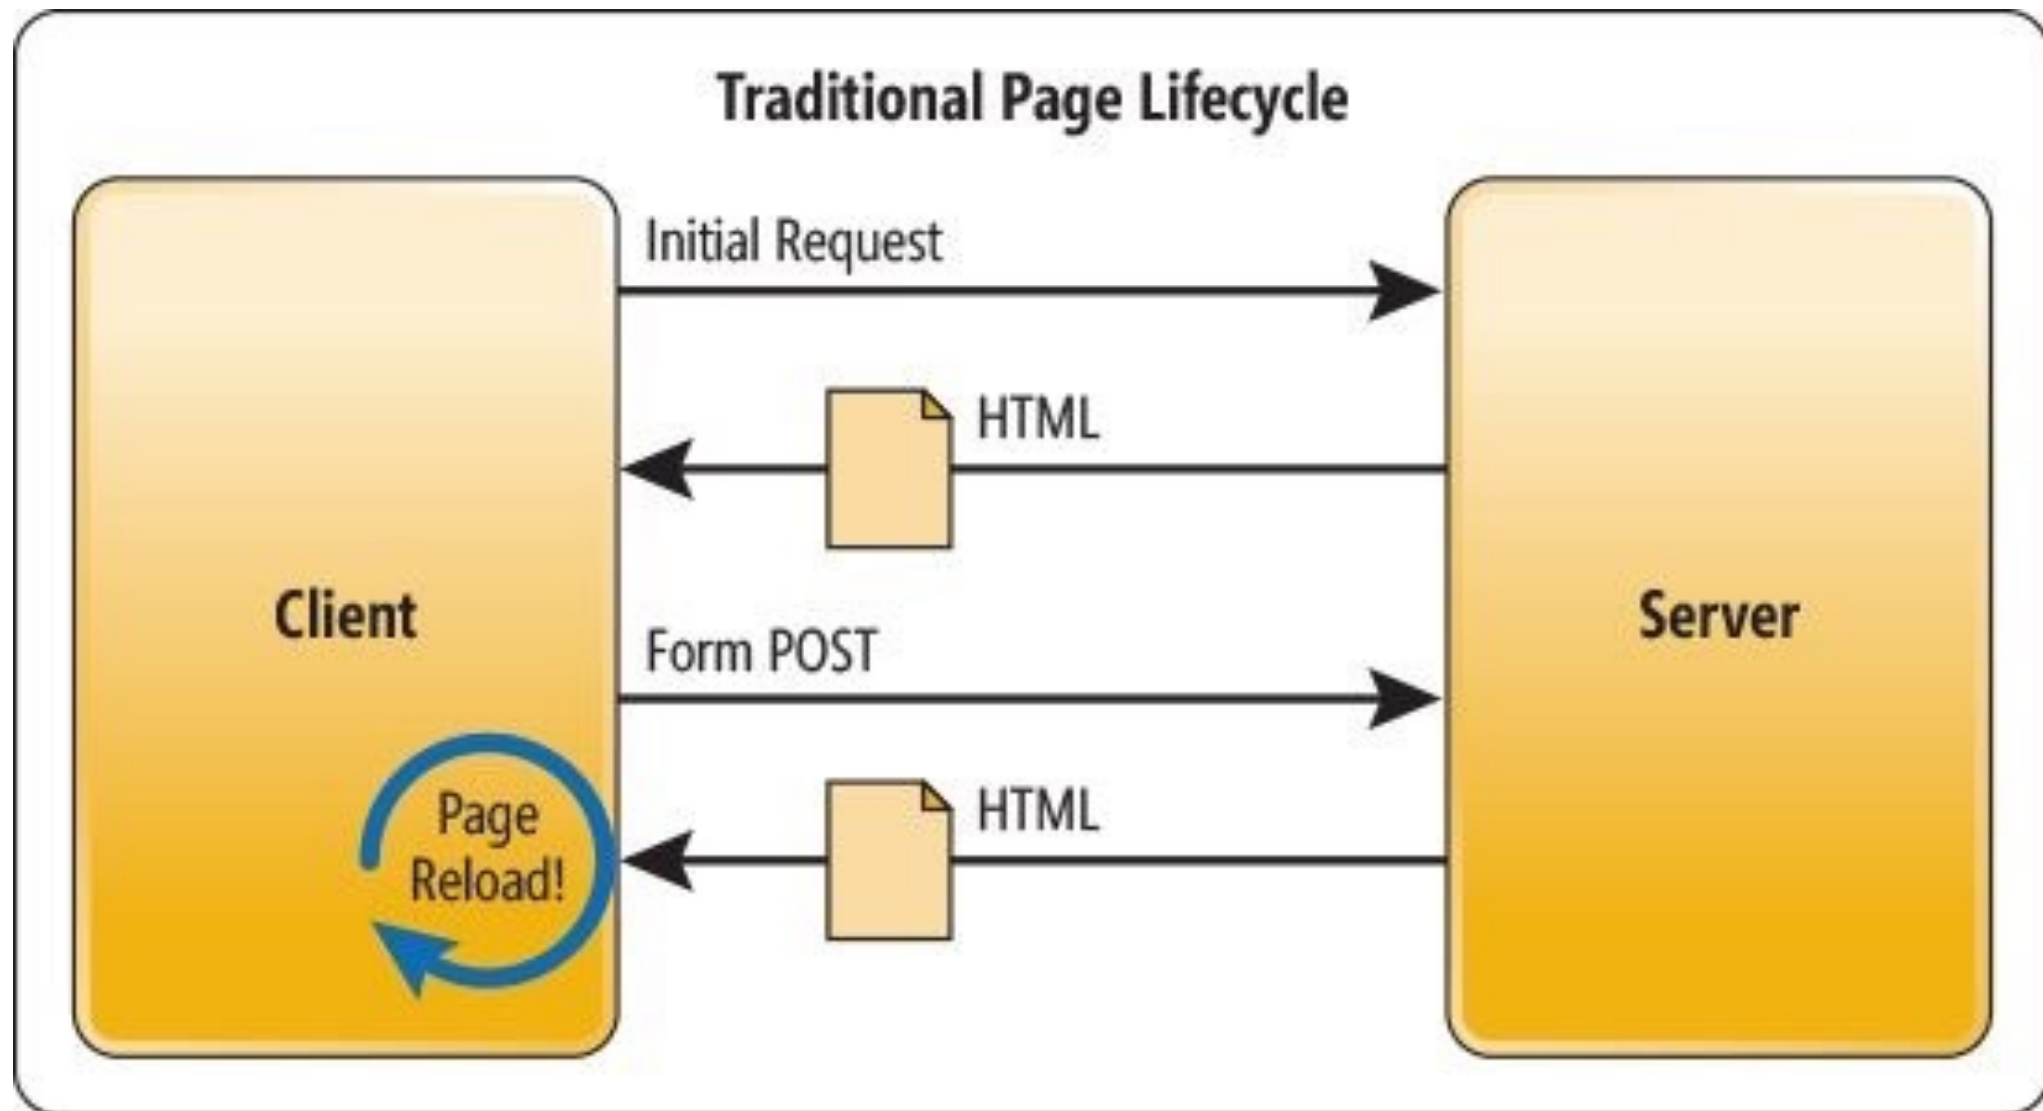 Traditional Page Lifecycle
Initial Request
HTML
Client
Form POST
Server
Page
Reload!
HTML